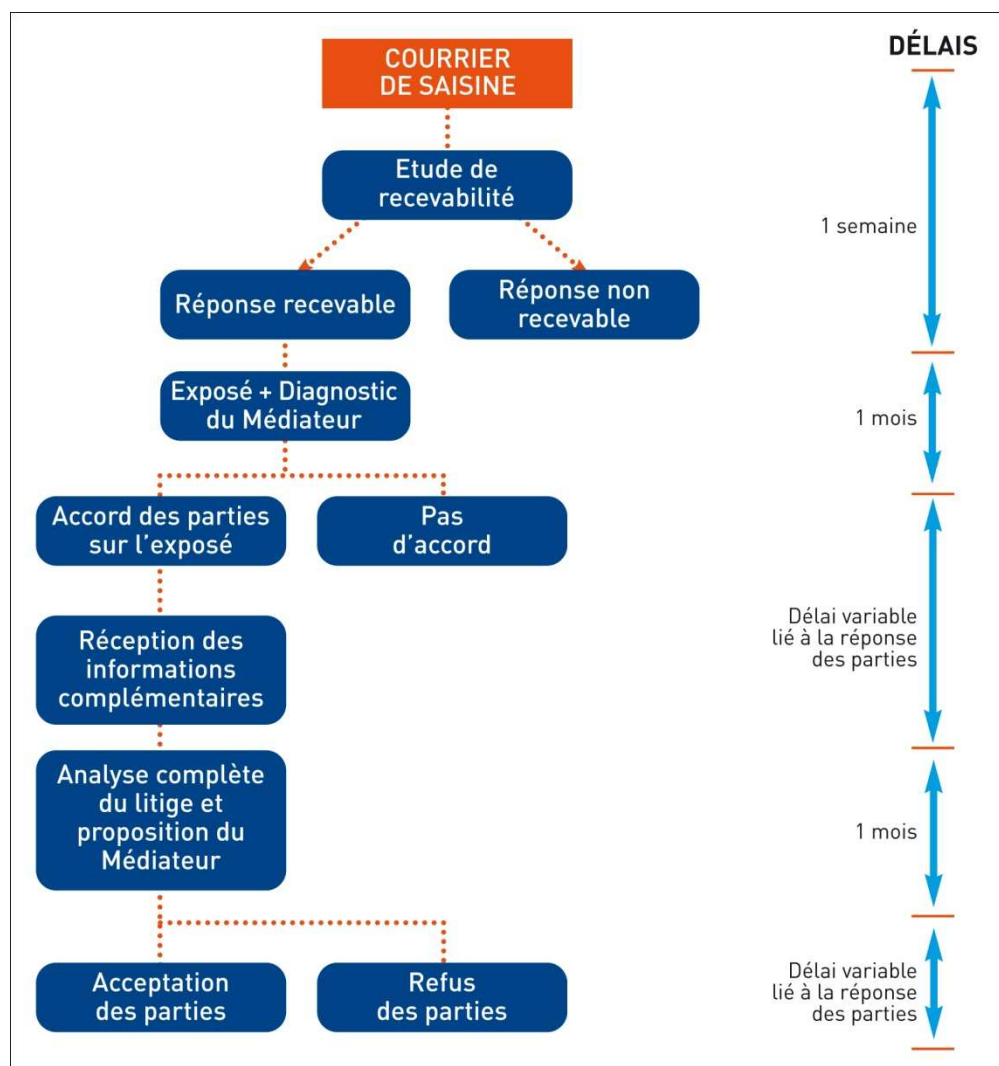 DÉLAIS
COURRIER
DE SAISINE
Etude de
recevabilité
1 semaine
Réponse recevable
Réponse non
recevable
Exposé + Diagnostic
du Médiateur
1 mois
Accord des parties
sur l'exposé
Pas
d'accord
Délai variable
lié à la réponse
des parties
Réception des
informations
complémentaires
Analyse complète
du litige et
proposition du
Médiateur
1 mois
Acceptation
des parties
Refus
des parties
Délai variable
lié à la réponse
des parties